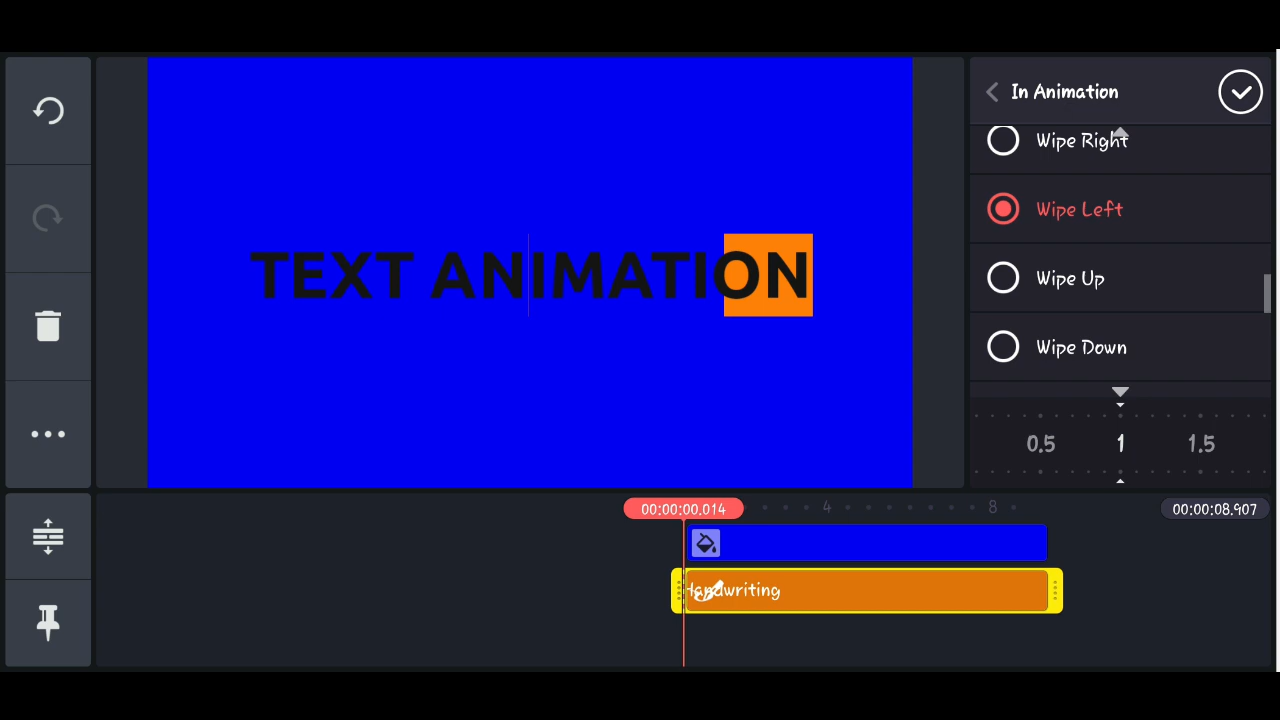 In Animation
Wipe Right
Wipe Left
TEXT ANIMATION
Wipe Up
Wipe Down
0.5 1 1.5
00:00:00.014 4 8 00:00:08.907
Handwriting